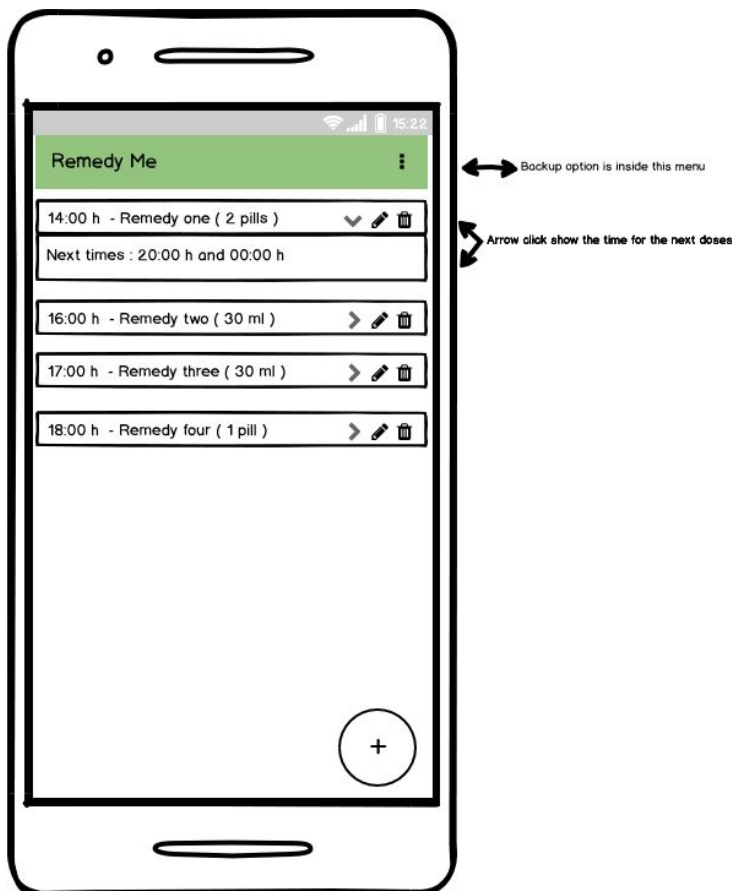 15:22
Remedy Me
Backup option is inside this menu
14:00 h - Remedy one ( 2 pills )
Arrow click show the time for the next doses
Next times : 20:00 h and 00:00 h
16:00 h - Remedy two ( 30 ml )
17:00 h - Remedy three ( 30 ml )
18:00 h - Remedy four ( 1 pill )
+